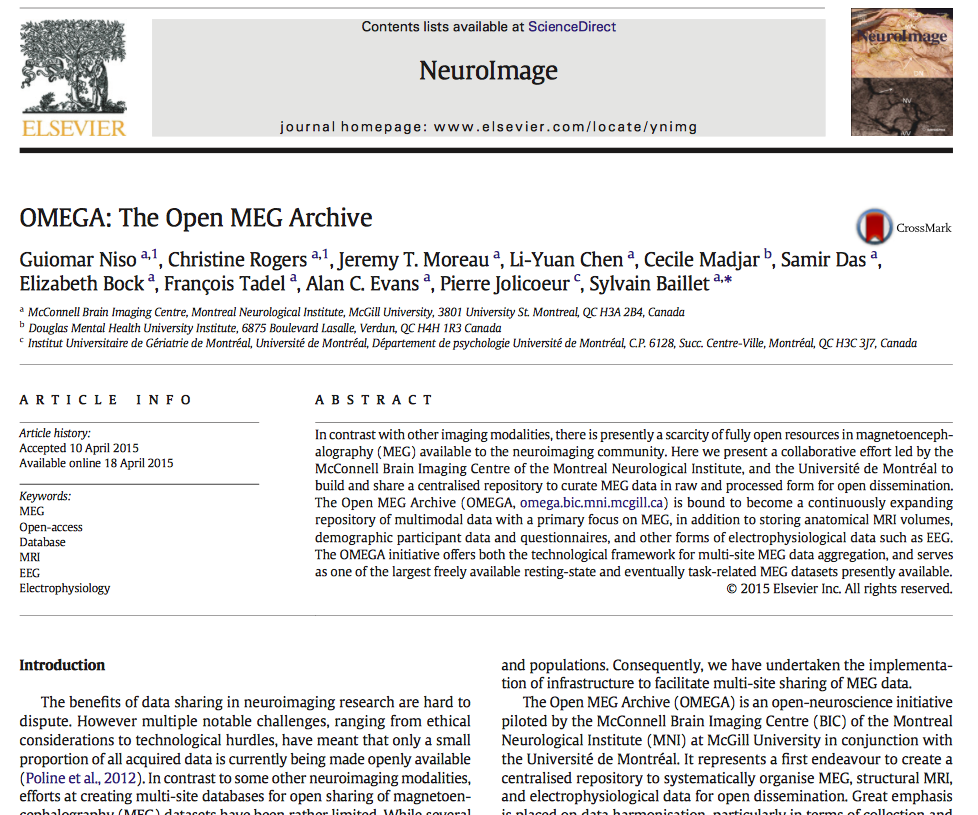 Contents lists available at ScienceDirect
NeuroImage
journal homepage: www.elsevier.com/locate/ynimg
ELSEVIER
NeuroImage
OMEGA: The Open MEG Archive
CrossMark
Guiomar Niso a,1, Christine Rogers a,1, Jeremy T. Moreau a, Li-Yuan Chen a, Cecile Madjar b, Samir Das a,
Elizabeth Bock a, François Tadel a, Alan C. Evans a, Pierre Jolicoeur c, Sylvain Baillet a,*
a McConnell Brain Imaging Centre, Montreal Neurological Institute, McGill University, 3801 University St. Montreal, QC H3A 2B4, Canada
b Douglas Mental Health University Institute, 6875 Boulevard Lasalle, Verdun, QC H4H 1R3 Canada
c Institut Universitaire de Gériatrie de Montréal, Université de Montréal, Département de psychologie Université de Montréal, C.P. 6128, Succ. Centre-Ville, Montréal, QC H3C 3J7, Canada
ARTICLE INFO
Article history:
Accepted 10 April 2015
Available online 18 April 2015
Keywords:
MEG
Open-access
Database
MRI
EEG
Electrophysiology
ABSTRACT
In contrast with other imaging modalities, there is presently a scarcity of fully open resources in magnetoenceph-
alography (MEG) available to the neuroimaging community. Here we present a collaborative effort led by the
McConnell Brain Imaging Centre of the Montreal Neurological Institute, and the Université de Montréal to
build and share a centralised repository to curate MEG data in raw and processed form for open dissemination.
The Open MEG Archive (OMEGA, omega.bic.mni.mcgill.ca) is bound to become a continuously expanding
repository of multimodal data with a primary focus on MEG, in addition to storing anatomical MRI volumes,
demographic participant data and questionnaires, and other forms of electrophysiological data such as EEG.
The OMEGA initiative offers both the technological framework for multi-site MEG data aggregation, and serves
as one of the largest freely available resting-state and eventually task-related MEG datasets presently available.
© 2015 Elsevier Inc. All rights reserved.
Introduction
The benefits of data sharing in neuroimaging research are hard to
dispute. However multiple notable challenges, ranging from ethical
considerations to technological hurdles, have meant that only a small
proportion of all acquired data is currently being made openly available
(Poline et al., 2012). In contrast to some other neuroimaging modalities,
efforts at creating multi-site databases for open sharing of magnetoen-
cephalography (MEG) datasets have been rather limited. While several
and populations. Consequently, we have undertaken the implementa-
tion of infrastructure to facilitate multi-site sharing of MEG data.
The Open MEG Archive (OMEGA) is an open-neuroscience initiative
piloted by the McConnell Brain Imaging Centre (BIC) of the Montreal
Neurological Institute (MNI) at McGill University in conjunction with
the Université de Montréal. It represents a first endeavour to create a
centralised repository to systematically organise MEG, structural MRI,
and electrophysiological data for open dissemination. Great emphasis
is placed on data harmonisation, particularly in terms of collection and